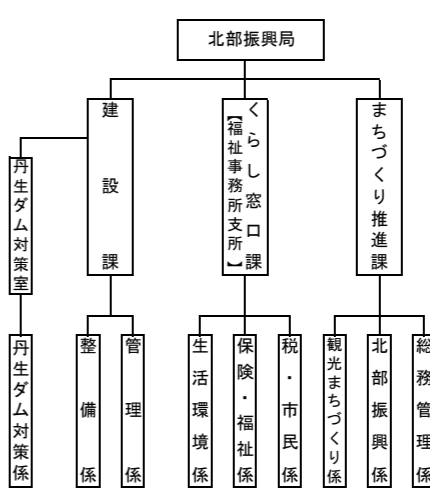 北部振興局
まちづくり推進課
くらし窓口課
【福祉事務所支所】
建設課
丹生ダム対策室
総務管理係
北部振興係
観光まちづくり係
税・市民係
保険・福祉係
生活環境係
管理係
整備係
丹生ダム対策係